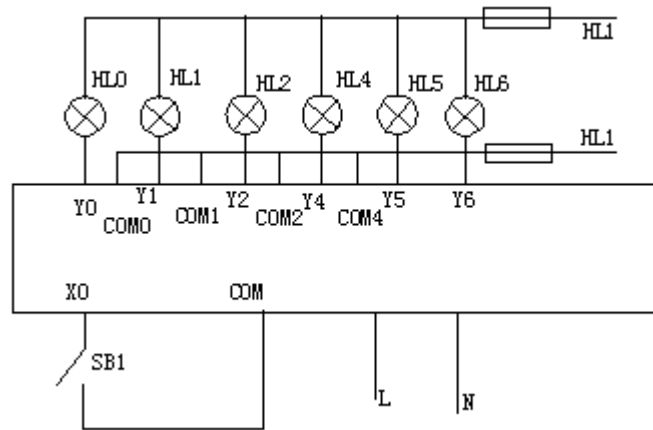 HL1
HL0 HL1 HL2 HL4 HL5 HL6
HL1
Y0 COM0 Y1 COM1 Y2 COM2 Y4 COM4 Y5 Y6
X0 COM
SB1
L N